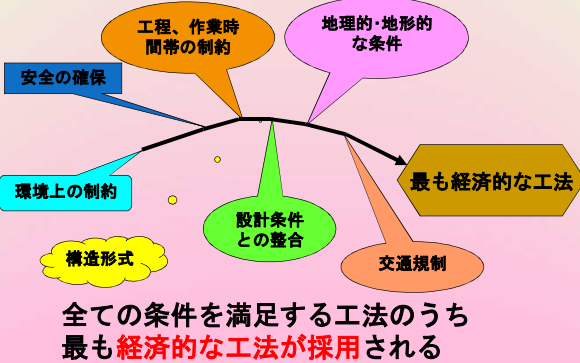 工程、作業時
間帯の制約
地理的･地形的
な条件
安全の確保
環境上の制約
設計条件
との整合
最も経済的な工法
構造形式
交通規制
全ての条件を満足する工法のうち
最も経済的な工法が採用される